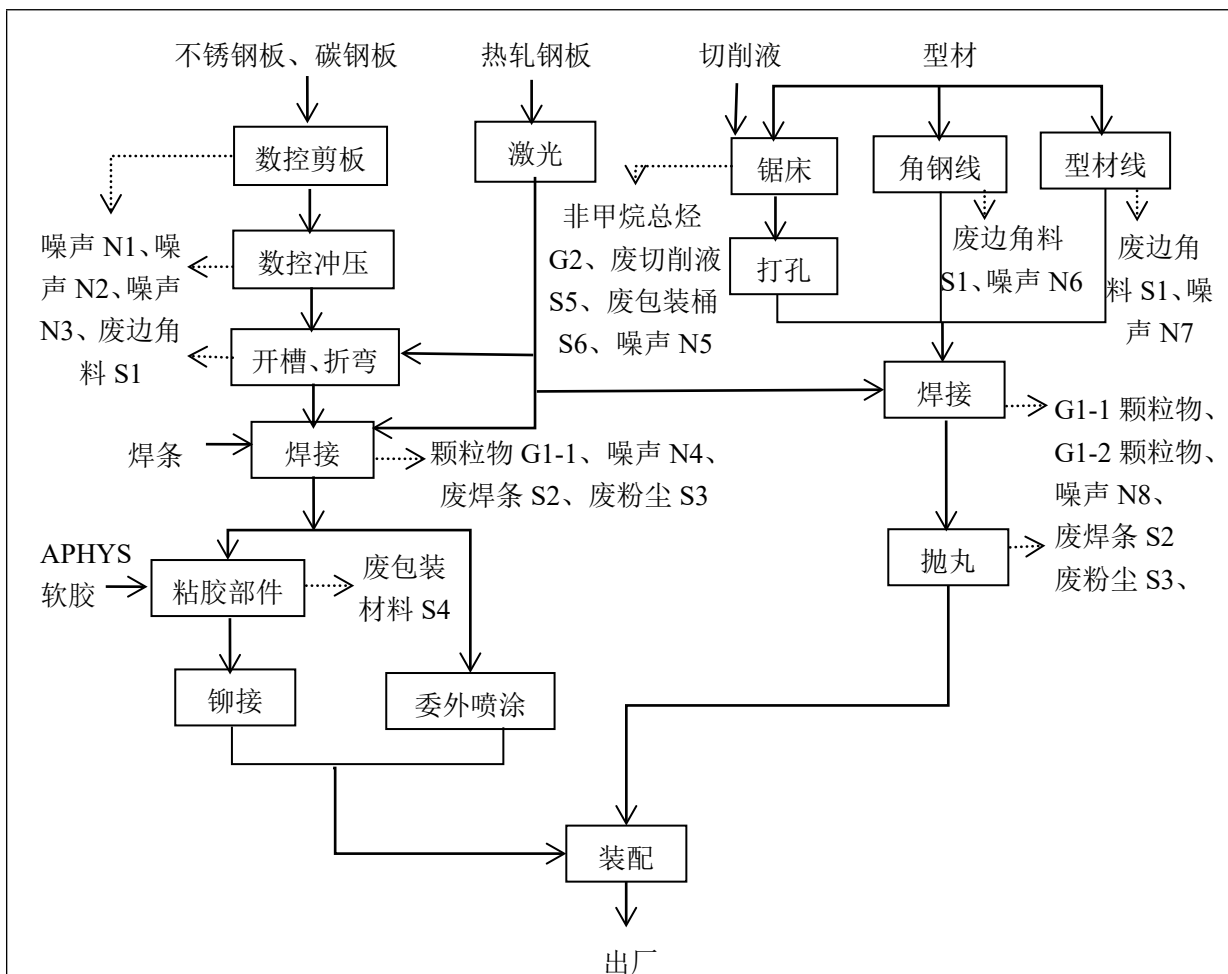 不锈钢板、碳钢板
热轧钢板
切削液
型材
数控剪板
激光
锯床
角钢线
型材线
噪声 N1、噪
声 N2、噪声
N3、废边角
料 S1
数控冲压
开槽、折弯
非甲烷总烃
G2、废切削液
S5、废包装桶
S6、噪声 N5
打孔
废边角料
S1、噪声 N6
废边角
料 S1、噪
声 N7
焊条
焊接
颗粒物 G1-1、噪声 N4、
废焊条 S2、废粉尘 S3
焊接
G1-1 颗粒物、
G1-2 颗粒物、
噪声 N8、
废焊条 S2
废粉尘 S3、
抛丸
APHYS
软胶
粘胶部件
废包装
材料 S4
铆接
委外喷涂
装配
出厂